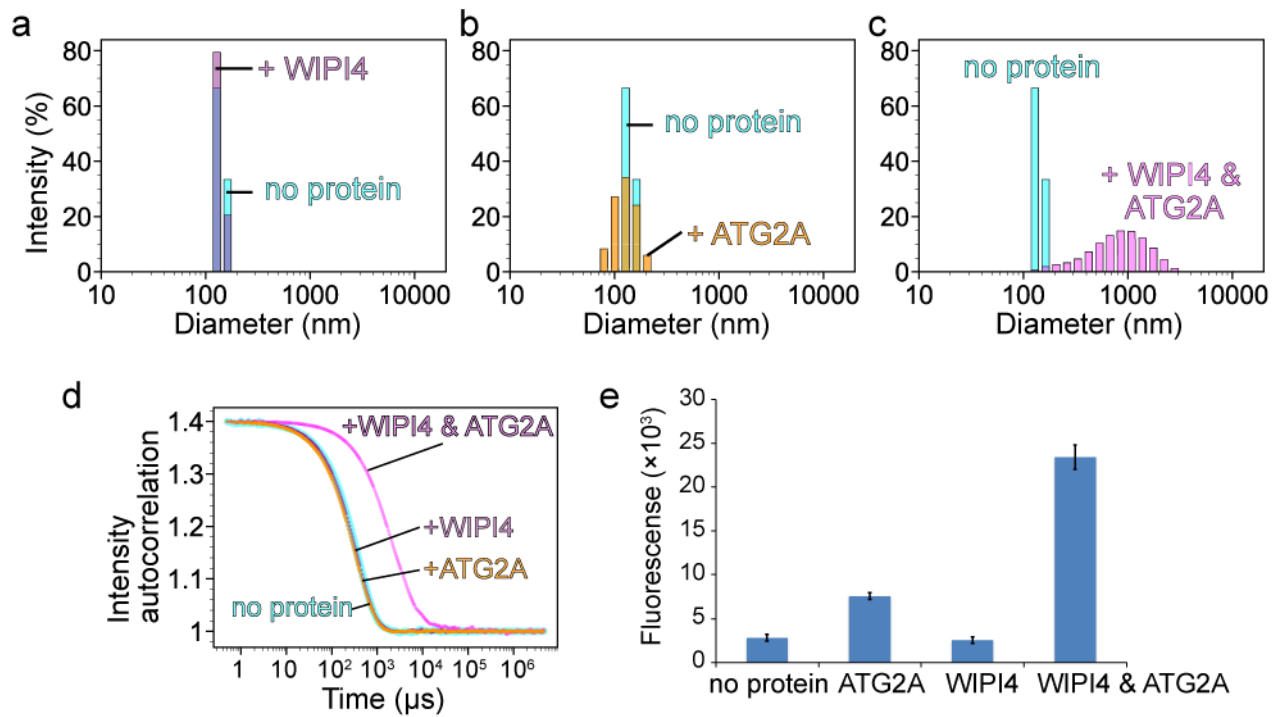 a
80
60
40
20
0
Intensity (%)
+ WIPI4
no protein
10 100 1000 10000
Diameter (nm)
b
80
60
40
20
0
no protein
+ ATG2A
10 100 1000 10000
Diameter (nm)
c
80
60
40
20
0
no protein
+ WIPI4 &
ATG2A
10 100 1000 10000
Diameter (nm)
d
1.4
1.3
1.2
1.1
1
Intensity
autocorrelation
+WIPI4 & ATG2A
+WIPI4
+ATG2A
no protein
1 10 10² 10³ 10⁴ 10⁵ 10⁶
Time (µs)
e
30
25
20
15
10
5
0
Fluorescense (×10³)
no protein ATG2A WIPI4 WIPI4 & ATG2A